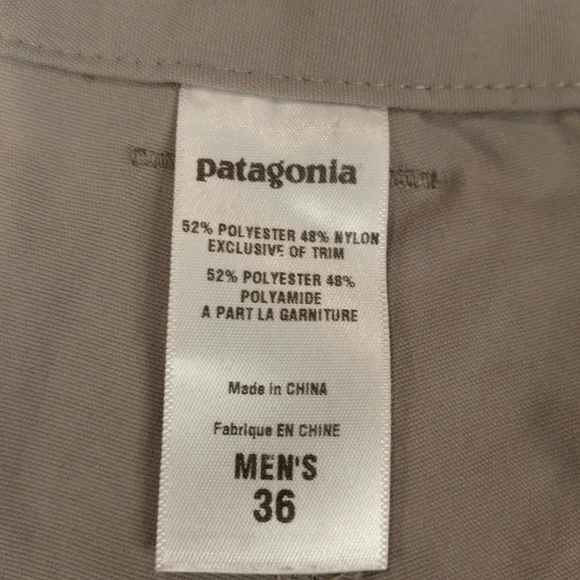 patagonia
52% POLYESTER 48% NYLON
EXCLUSIVE OF TRIM
52% POLYESTER 48%
POLYAMIDE
A PART LA GARNITURE
Made in CHINA
Fabrique EN CHINE
MEN'S
36